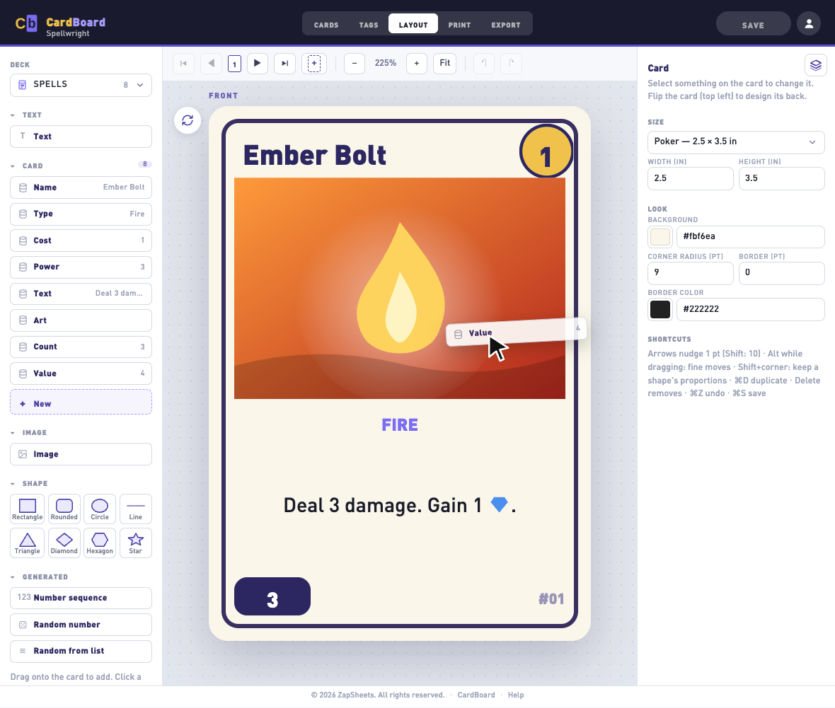 Cb CardBoard
Spellwright
CARDS TAGS LAYOUT PRINT EXPORT
SAVE
DECK
SPELLS 8
TEXT
T Text
CARD 8
Name Ember Bolt
Type Fire
Cost 1
Power 3
Text Deal 3 dam...
Art
Count 3
Value 4
+ New
IMAGE
Image
SHAPE
Rectangle Rounded Circle Line
Triangle Diamond Hexagon Star
GENERATED
123 Number sequence
Random number
Random from list
Drag onto the card to add. Click a
1
− 225% + Fit
FRONT
Ember Bolt
1
Value 4
FIRE
Deal 3 damage. Gain 1 .
3
#01
Card
Select something on the card to change it.
Flip the card (top left) to design its back.
SIZE
Poker — 2.5 × 3.5 in
WIDTH (IN) HEIGHT (IN)
2.5 3.5
LOOK
BACKGROUND
#fbf6ea
CORNER RADIUS (PT) BORDER (PT)
9 0
BORDER COLOR
#222222
SHORTCUTS
Arrows nudge 1 pt (Shift: 10) · Alt while
dragging: fine moves · Shift+corner: keep a
shape's proportions · ⌘D duplicate · Delete
removes · ⌘Z undo · ⌘S save
© 2026 ZapSheets. All rights reserved. · CardBoard · Help